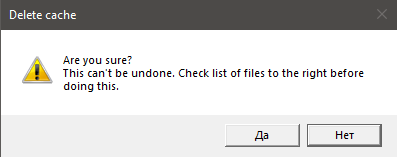 Delete cache
Are you sure?
This can't be undone. Check list of files to the right before
doing this.
Да
Нет